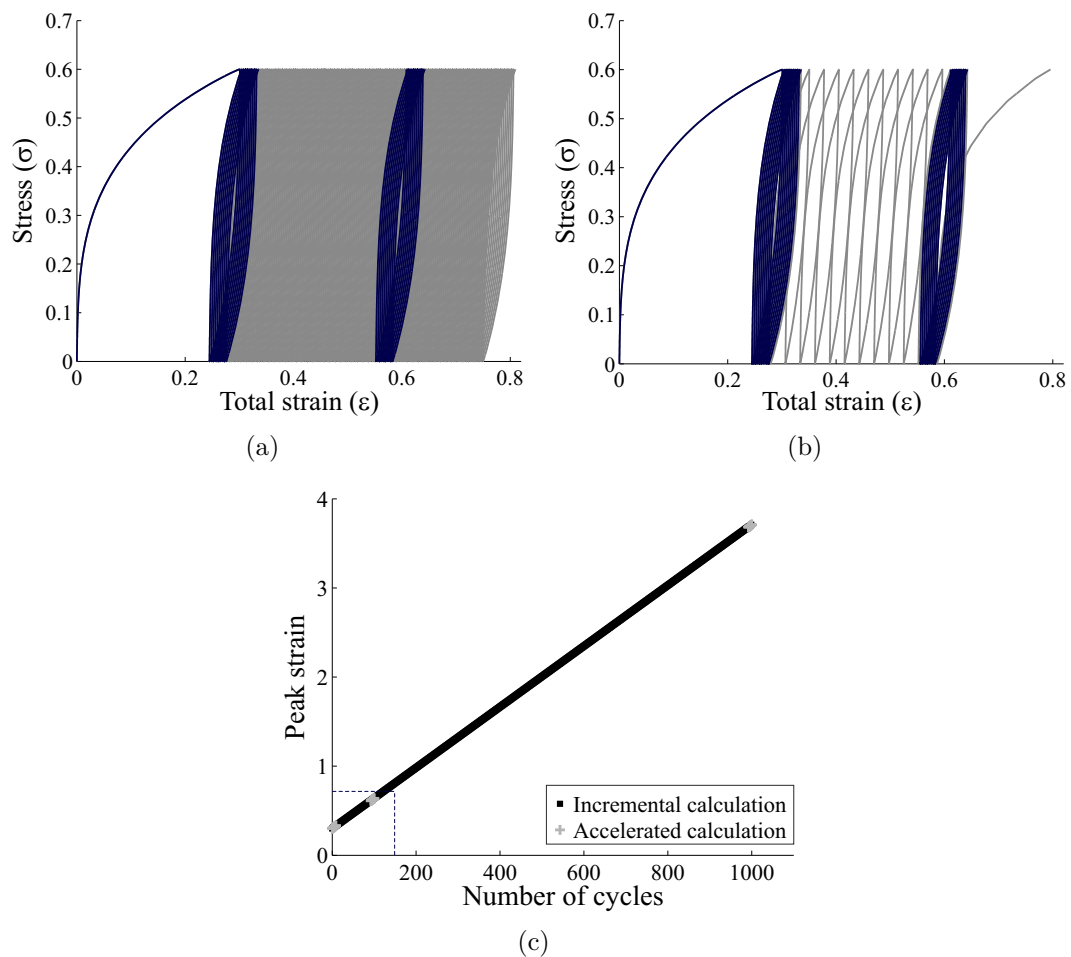 0.7
0.6
0.5
0.4
0.3
0.2
0.1
0
0 0.2 0.4 0.6 0.8
Stress (σ)
Total strain (ε)
(a)
0.7
0.6
0.5
0.4
0.3
0.2
0.1
0
0 0.2 0.4 0.6 0.8
Stress (σ)
Total strain (ε)
(b)
4
3
2
1
0
0 200 400 600 800 1000
Peak strain
Number of cycles
Incremental calculation
Accelerated calculation
(c)